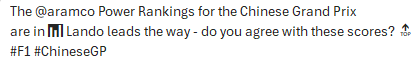 The @aramco Power Rankings for the Chinese Grand Prix
are in 📊 Lando leads the way - do you agree with these scores? 🔝
#F1 #ChineseGP